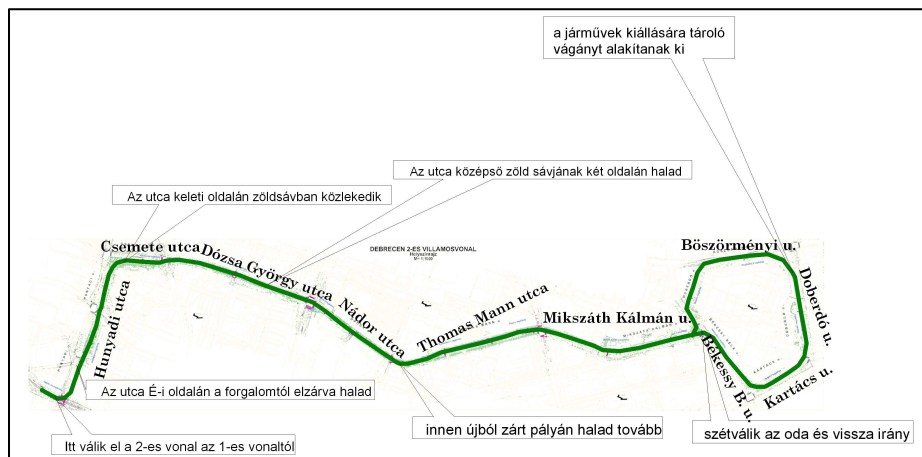 a járművek kiállására tároló
vágányt alakítanak ki
Az utca középső zöld sávjának két oldalán halad
Az utca keleti oldalán zöldsávban közlekedik
Csemete utca
DEBRECEN 2-ES VILLAMOSVONAL
Helyszínrajz
Böszörményi u.
Dózsa György utca
Doberdó u.
Hunyadi utca
Nádor utca
Thomas Mann utca
Mikszáth Kálmán u.
Békessy B. u.
Kartács u.
Az utca É-i oldalán a forgalomtól elzárva halad
innen újból zárt pályán halad tovább
szétválik az oda és vissza irány
Itt válik el a 2-es vonal az 1-es vonaltól